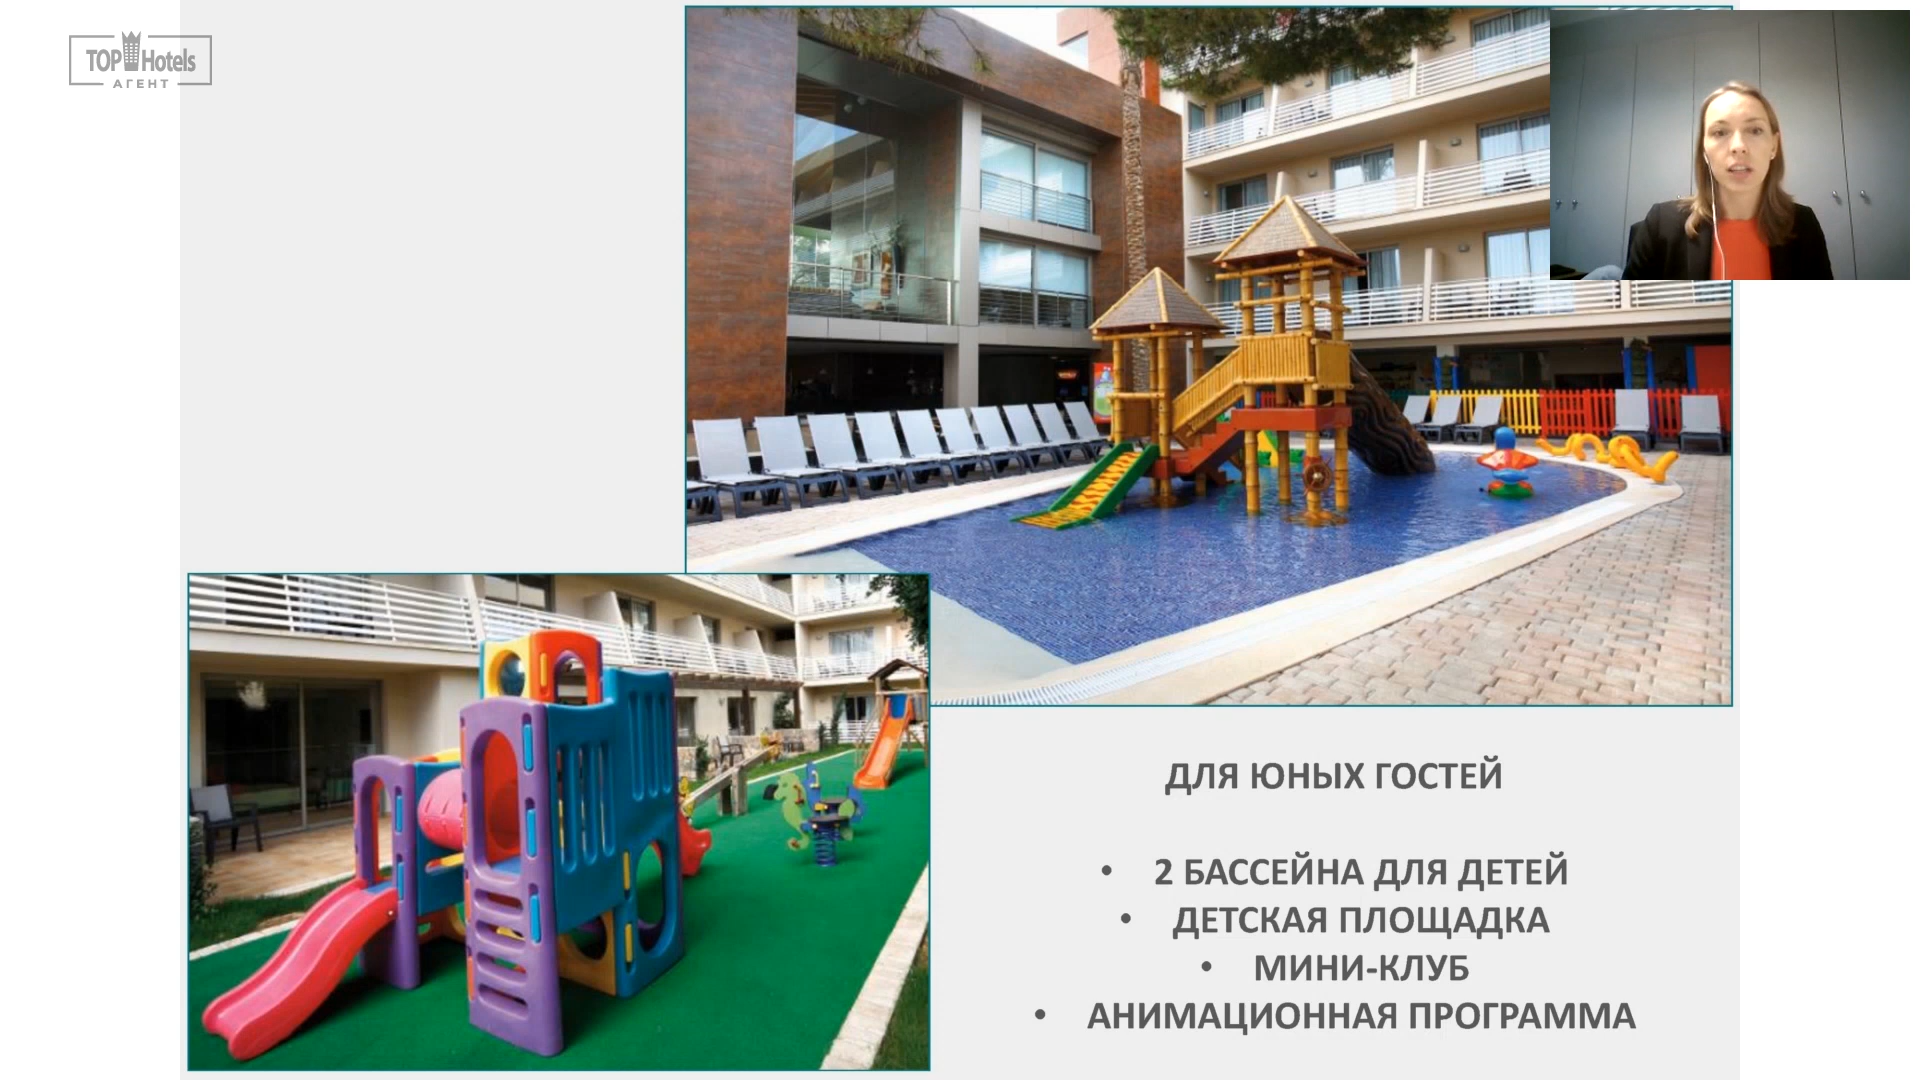 TOP Hotels
АГЕНТ
ДЛЯ ЮНЫХ ГОСТЕЙ
• 2 БАССЕЙНА ДЛЯ ДЕТЕЙ
• ДЕТСКАЯ ПЛОЩАДКА
• МИНИ-КЛУБ
• АНИМАЦИОННАЯ ПРОГРАММА